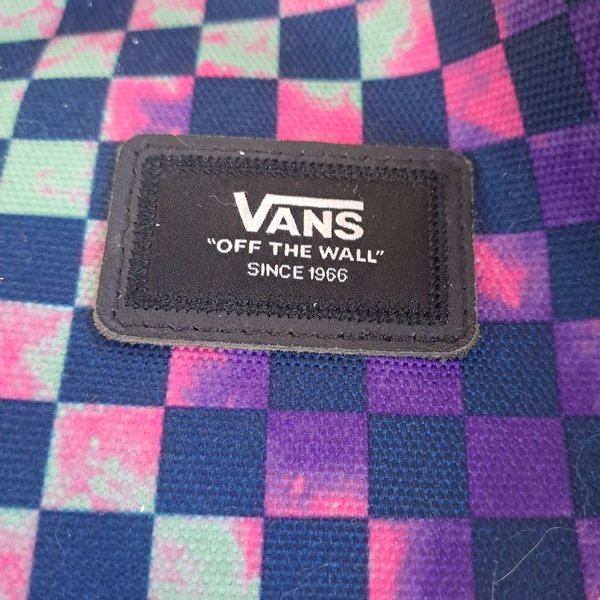 VANS
"OFF THE WALL"
SINCE 1966